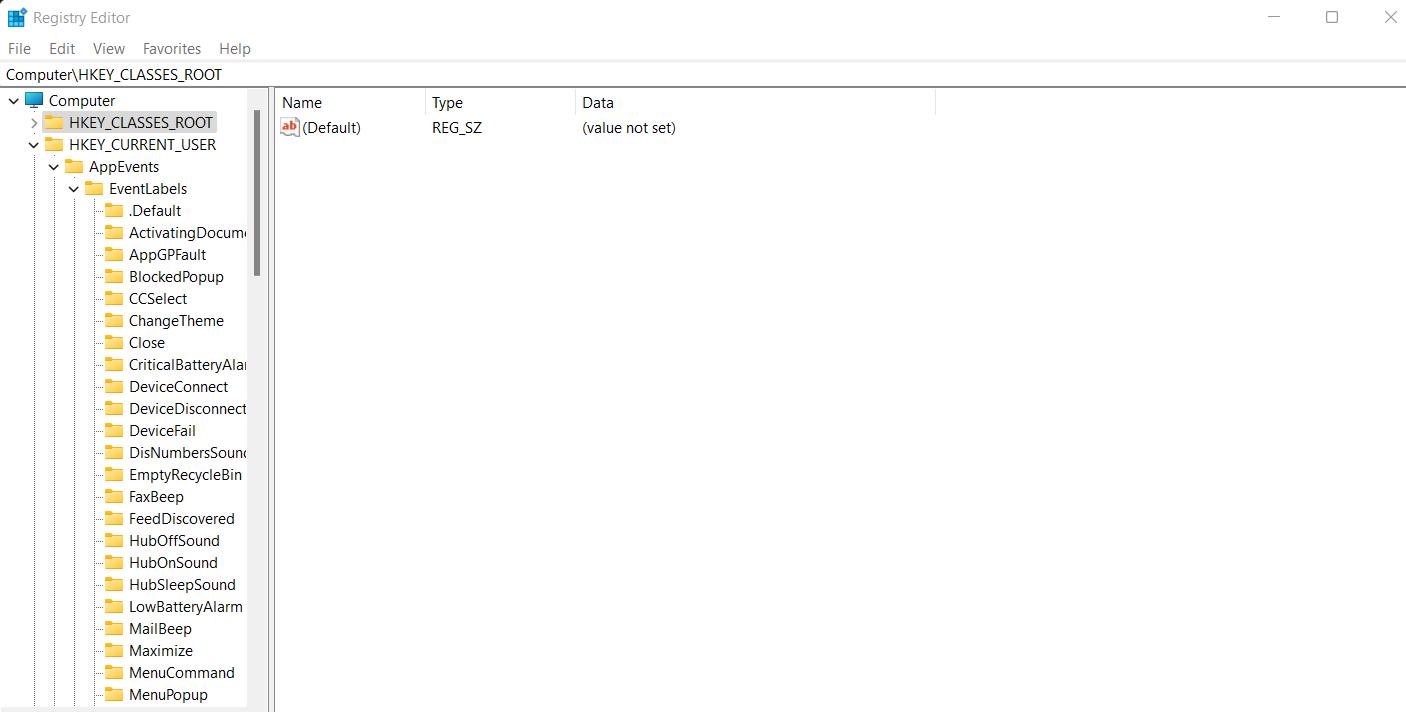 Registry Editor
File Edit View Favorites Help
Computer\HKEY_CLASSES_ROOT
Computer
HKEY_CLASSES_ROOT
HKEY_CURRENT_USER
AppEvents
EventLabels
.Default
ActivatingDocume
AppGPFault
BlockedPopup
CCSelect
ChangeTheme
Close
CriticalBatteryAlar
DeviceConnect
DeviceDisconnect
DeviceFail
DisNumbersSound
EmptyRecycleBin
FaxBeep
FeedDiscovered
HubOffSound
HubOnSound
HubSleepSound
LowBatteryAlarm
MailBeep
Maximize
MenuCommand
MenuPopup
Name Type Data
ab (Default) REG_SZ (value not set)